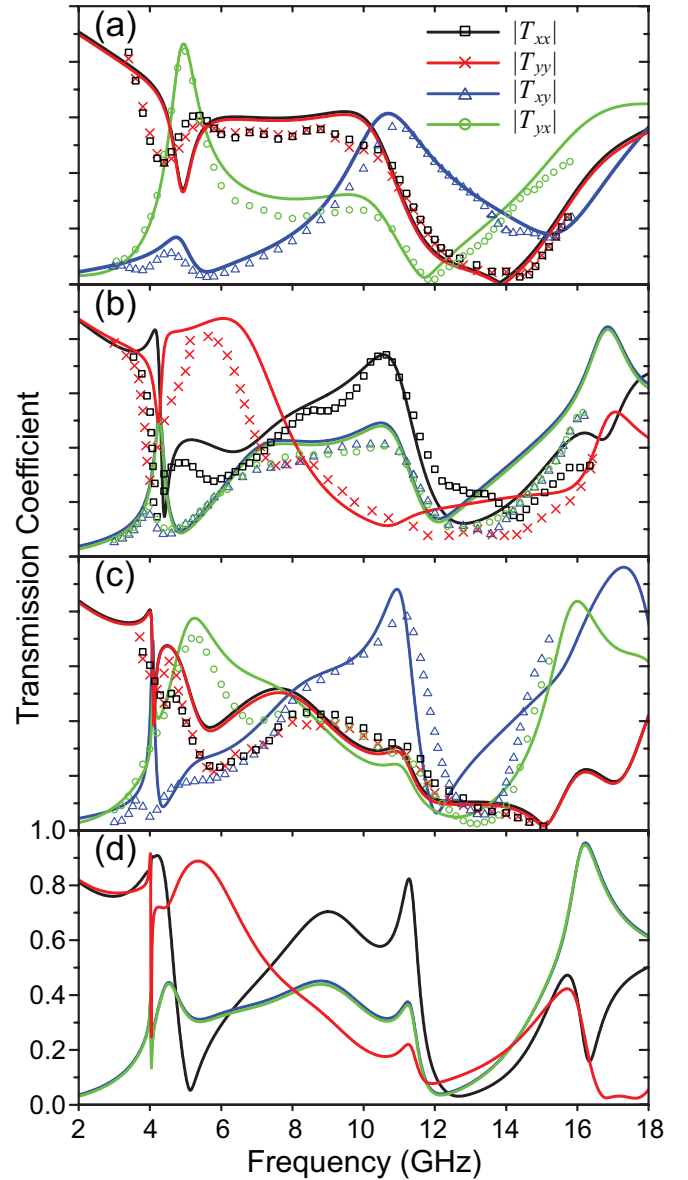 (a)
|Txx|
|Tyy|
|Txy|
|Tyx|
(b)
(c)
(d)
Transmission Coefficient
1.0
0.8
0.6
0.4
0.2
0.0
2 4 6 8 10 12 14 16 18
Frequency (GHz)